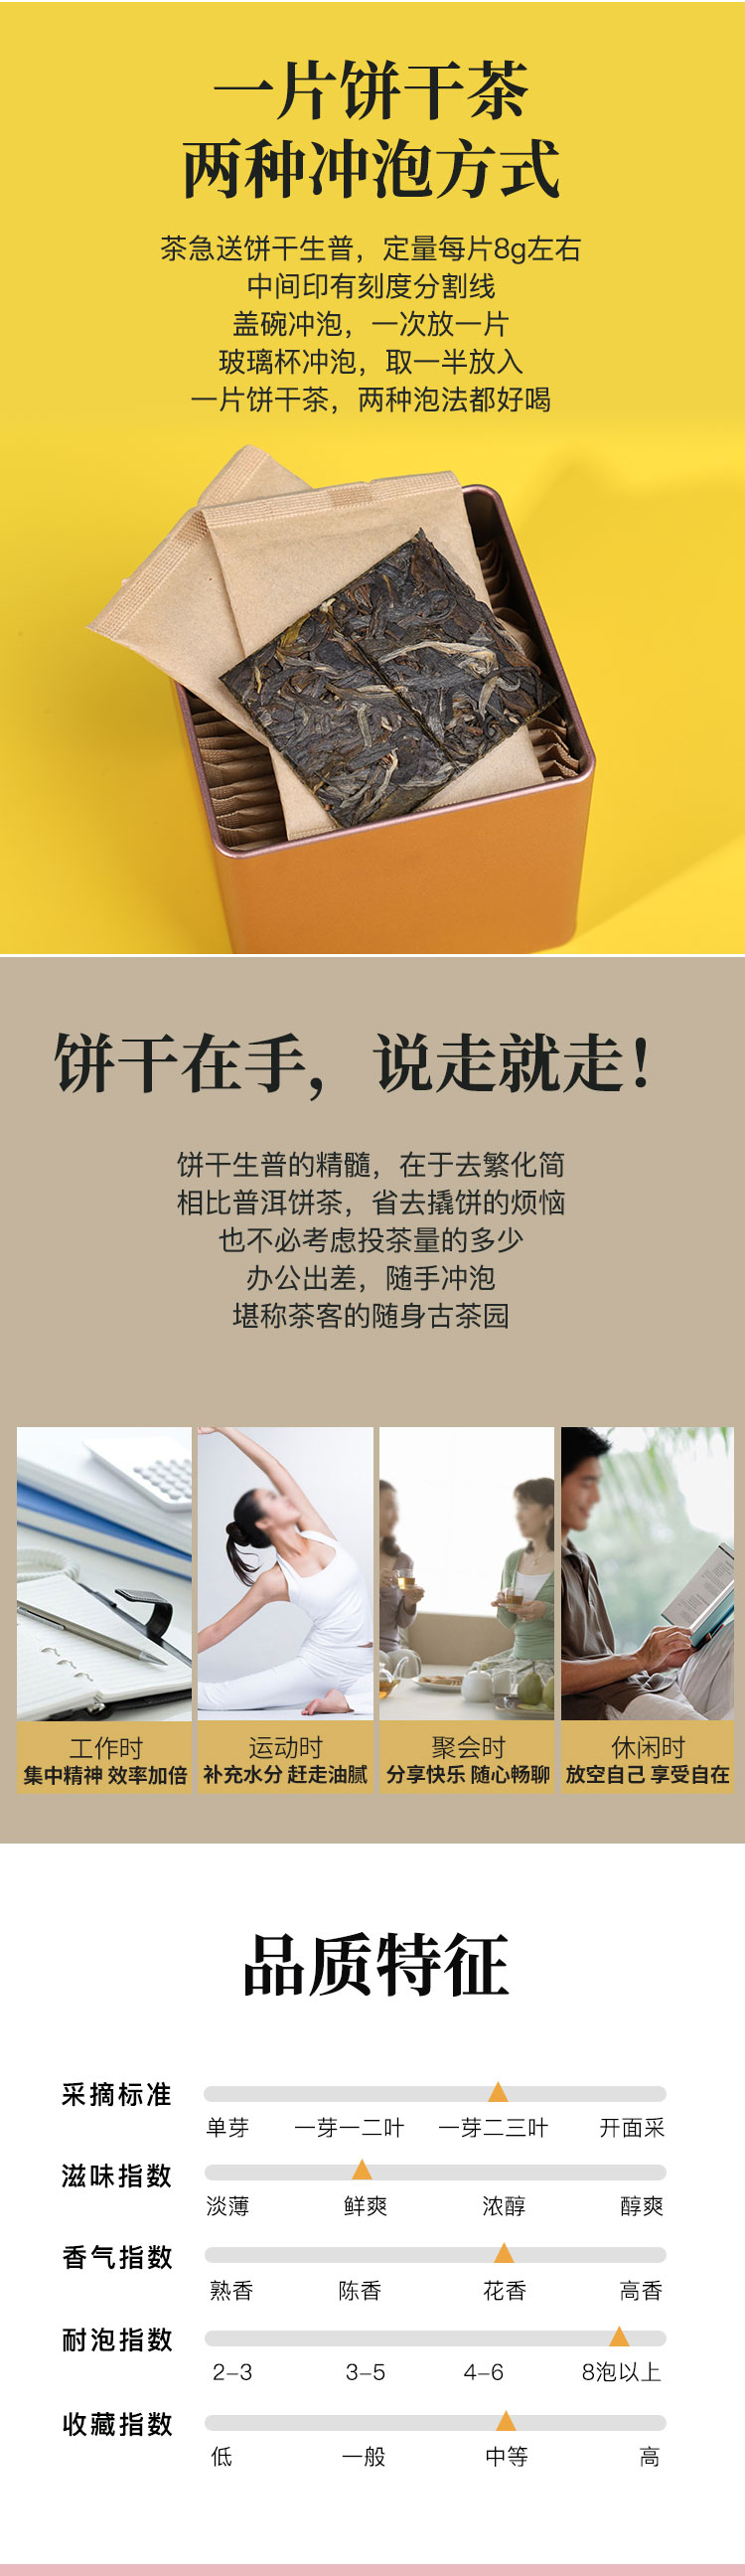 一片饼干茶
两种冲泡方式
茶急送饼干生普，定量每片8g左右
中间印有刻度分割线
盖碗冲泡，一次放一片
玻璃杯冲泡，取一半放入
一片饼干茶，两种泡法都好喝
饼干在手，说走就走！
饼干生普的精髓，在于去繁化简
相比普洱饼茶，省去撬饼的烦恼
也不必考虑投茶量的多少
办公出差，随手冲泡
堪称茶客的随身古茶园
工作时
集中精神 效率加倍
运动时
补充水分 赶走油腻
聚会时
分享快乐 随心畅聊
休闲时
放空自己 享受自在
品质特征
采摘标准
单芽 一芽一二叶 一芽二三叶 开面采
滋味指数
淡薄 鲜爽 浓醇 醇爽
香气指数
熟香 陈香 花香 高香
耐泡指数
2–3 3–5 4–6 8泡以上
收藏指数
低 一般 中等 高